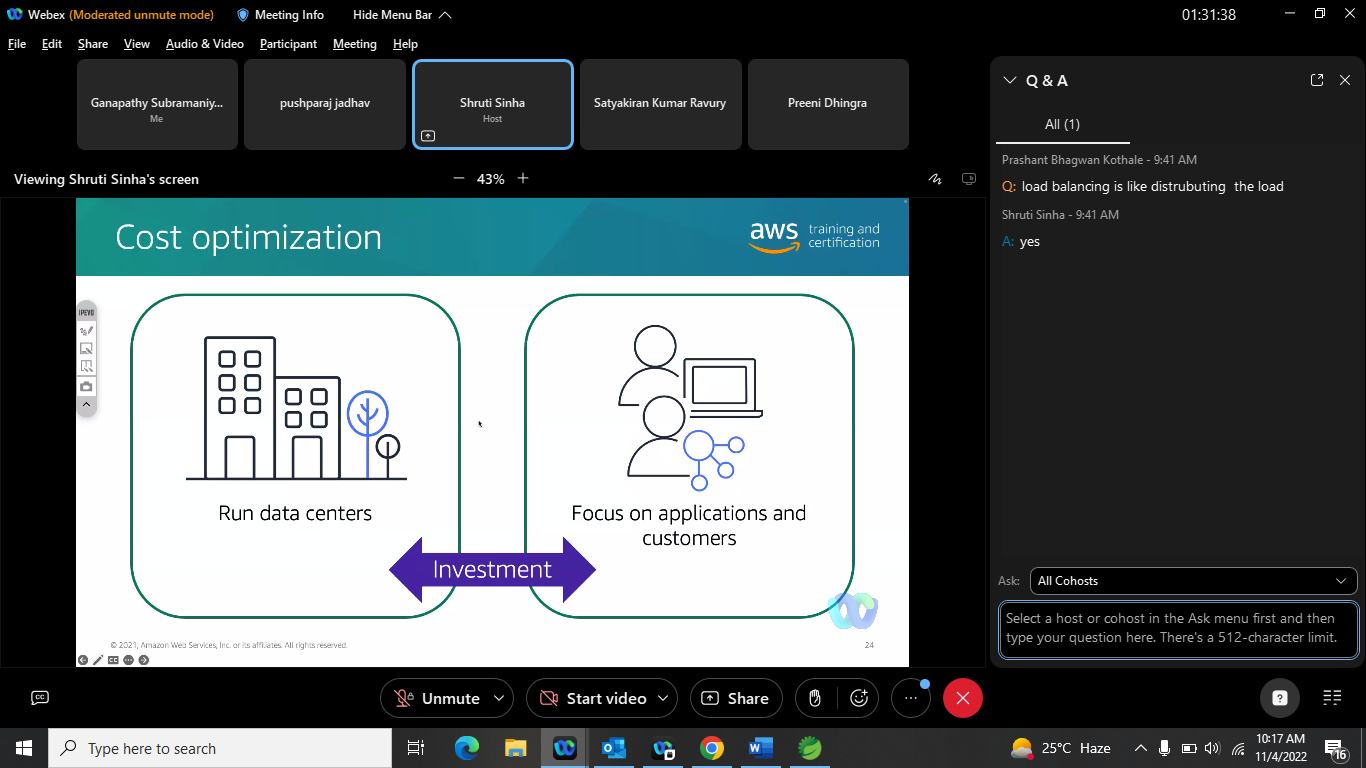 Webex (Moderated unmute mode) Meeting Info Hide Menu Bar 01:31:38
File Edit Share View Audio & Video Participant Meeting Help
Ganapathy Subramaniy...
Me
pushparaj jadhav
Shruti Sinha
Host
Satyakiran Kumar Ravury
Preeni Dhingra
Viewing Shruti Sinha's screen
43%
Cost optimization
aws training and
certification
IPEVO
Run data centers
Focus on applications and
customers
Investment
© 2021, Amazon Web Services, Inc. or its affiliates. All rights reserved.
24
Q & A
All (1)
Prashant Bhagwan Kothale - 9:41 AM
Q: load balancing is like distrubuting the load
Shruti Sinha - 9:41 AM
A: yes
Ask: All Cohosts
Select a host or cohost in the Ask menu first and then
type your question here. There's a 512-character limit.
CC
Unmute Start video Share
Type here to search
25°C Haze
10:17 AM
11/4/2022
16